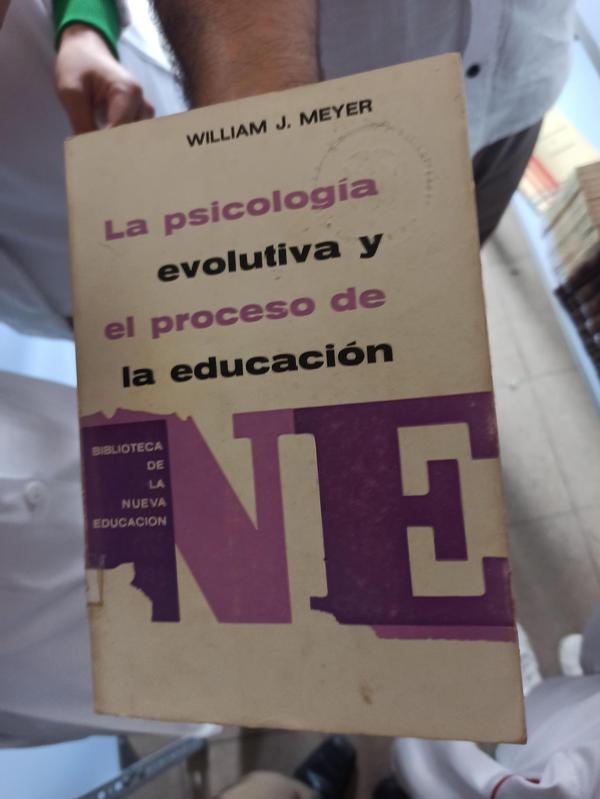 WILLIAM J. MEYER
La psicología
evolutiva y
el proceso de
la educación
NE
BIBLIOTECA
DE
LA
NUEVA
EDUCACION